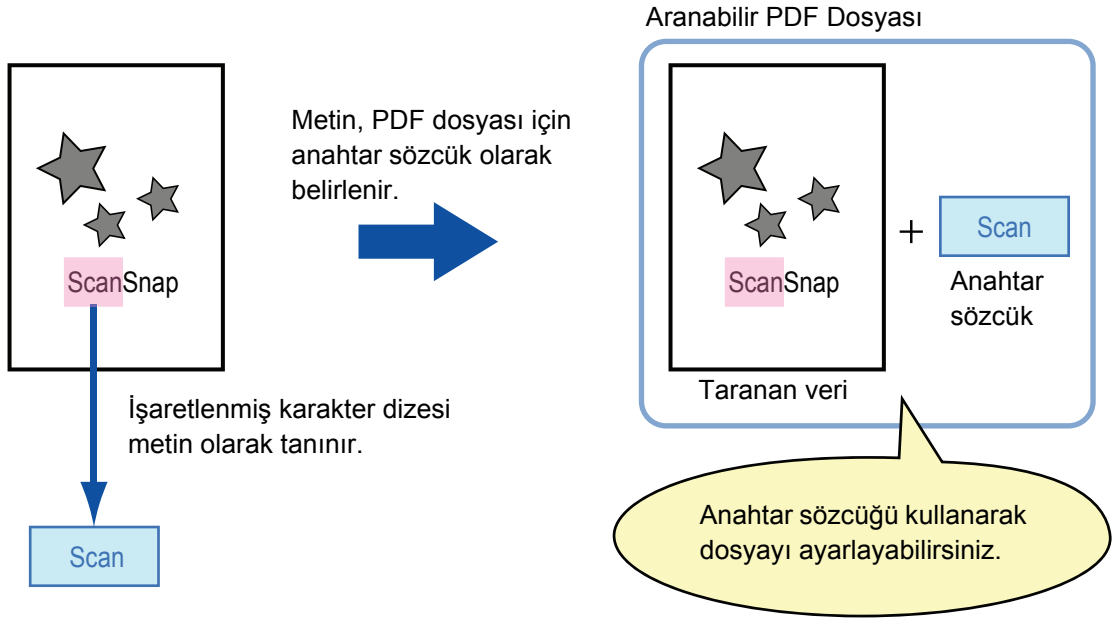 Aranabilir PDF Dosyası
Metin, PDF dosyası için
anahtar sözcük olarak
belirlenir.
ScanSnap
İşaretlenmiş karakter dizesi
metin olarak tanınır.
Scan
ScanSnap
Taranan veri
+
Scan
Anahtar
sözcük
Anahtar sözcüğü kullanarak
dosyayı ayarlayabilirsiniz.